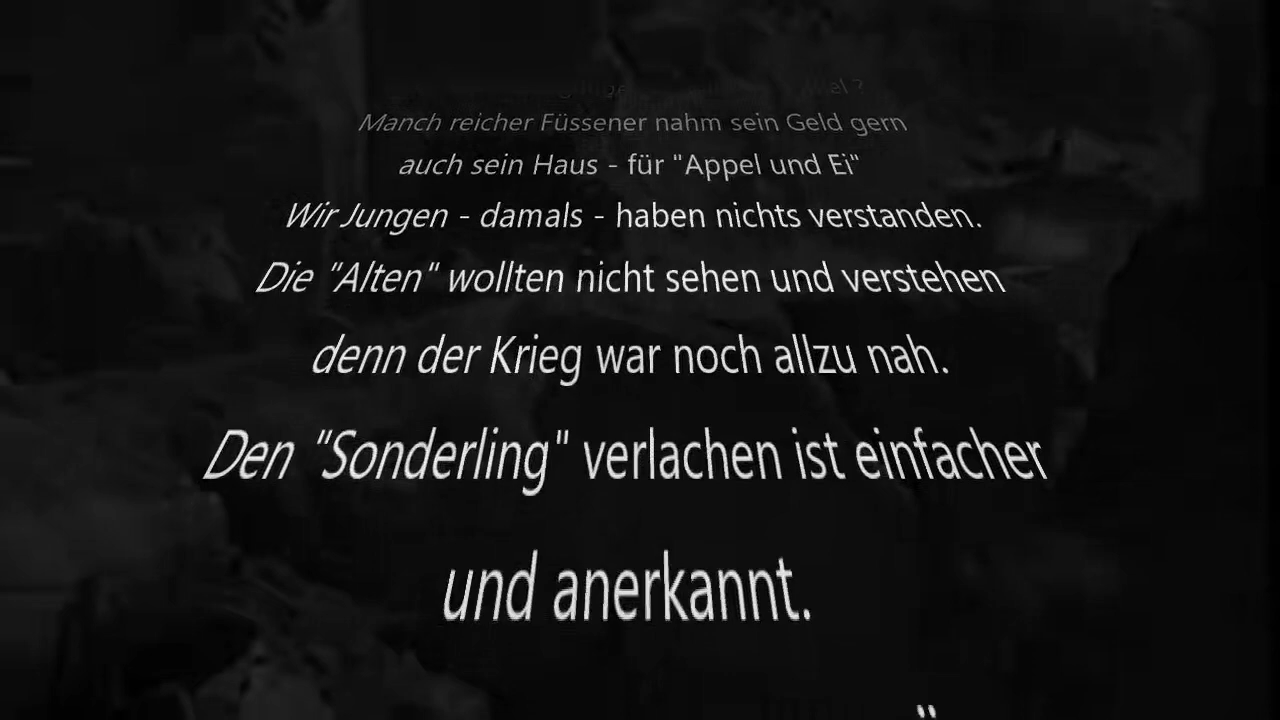 Manch reicher Füssener nahm sein Geld gern
auch sein Haus - für "Appel und Ei"
Wir Jungen - damals - haben nichts verstanden.
Die "Alten" wollten nicht sehen und verstehen
denn der Krieg war noch allzu nah.
Den "Sonderling" verlachen ist einfacher
und anerkannt.